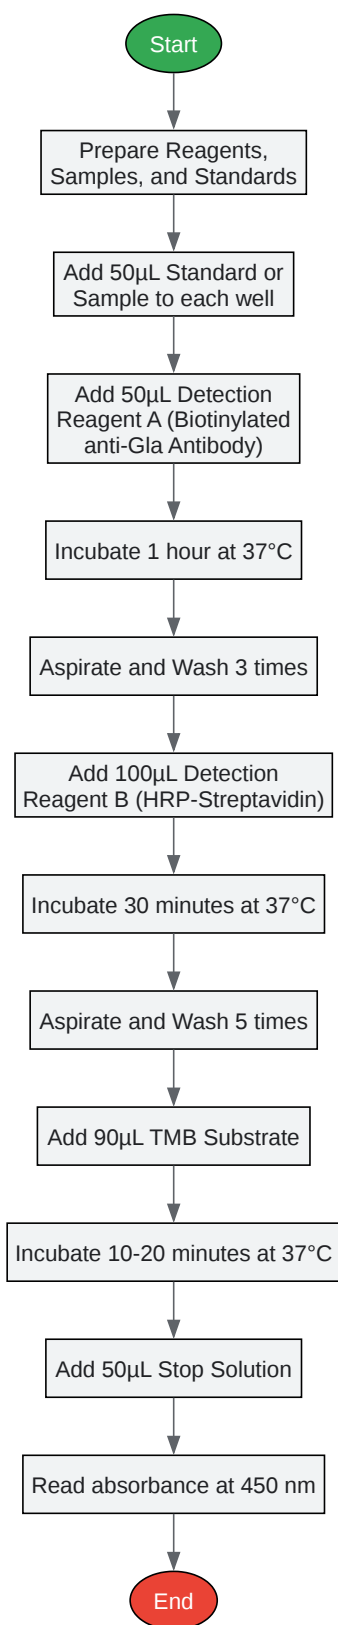 Start
Prepare Reagents,
Samples, and Standards
Add 50µL Standard or
Sample to each well
Add 50µL Detection
Reagent A (Biotinylated
anti-Gla Antibody)
Incubate 1 hour at 37°C
Aspirate and Wash 3 times
Add 100µL Detection
Reagent B (HRP-Streptavidin)
Incubate 30 minutes at 37°C
Aspirate and Wash 5 times
Add 90µL TMB Substrate
Incubate 10-20 minutes at 37°C
Add 50µL Stop Solution
Read absorbance at 450 nm
End